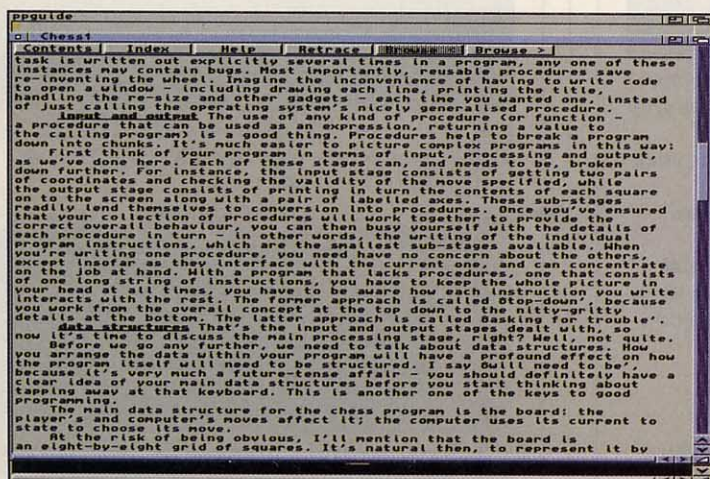 ppguide
Chess1
Contents Index Help Retrace Browse < Browse >
task is written out explicitly several times in a program, any one of these
instances may contain bugs. Most importantly, reusable procedures save
re-inventing the wheel. Imagine the inconvenience of having to write code
to open a window - including drawing each line, printing the title,
handling the re-size and other gadgets - each time you wanted one, instead
of just calling the operating system's nicely generalised procedure.
input and output The use of any kind of procedure (or function -
a procedure that can be used as an expression, returning a value to
the calling program) is a good thing. Procedures help to break a program
down into chunks. It's much easier to picture complex programs in this way:
First think of your program in terms of input, processing and output,
as we've done here. Each of these stages can, and needs to be, broken
down further. For instance, the input stage consists of getting two pairs
of coordinates and checking the validity of the move specified, while
the output stage consists of printing in turn the contents of each square
on to the screen along with a pair of labelled axes. These sub-stages
readily lend themselves to conversion into procedures. Once you've ensured
that your collection of procedures will work together to provide the
correct overall behaviour, you can then busy yourself with the details of
each procedure in turn - in other words, the writing of the individual
program instructions, which are the smallest sub-stages available. When
you're writing one procedure, you need have no concern about the others,
except insofar as they interface with the current one, and can concentrate
on the job at hand. With a program that lacks procedures, one that consists
of one long string of instructions, you have to keep the whole picture in
your head at all times, you have to be aware how each instruction you write
interacts with the rest. The former approach is called Ôtop-down', because
you work from the overall concept at the top down to the nitty-gritty
details at the bottom. The latter approach is called Ôasking for trouble'.
data structures That's the input and output stages dealt with, so
now it's time to discuss the main processing stage, right? Well, not quite.
Before we go any further, we need to talk about data structures. How
you arrange the data within your program will have a profound effect on how
the program itself will need to be structured. I say Ôwill need to be',
because it's very much a future-tense affair - you should definitely have a
clear idea of your main data structures before you start thinking about
tapping away at that keyboard. This is another one of the keys to good
programming.
The main data structure for the chess program is the board: the
player's and computer's moves affect it; the computer uses its current to
state to choose its move.
At the risk of being obvious, I'll mention that the board is
an eight-by-eight grid of squares. It's natural then, to represent it by